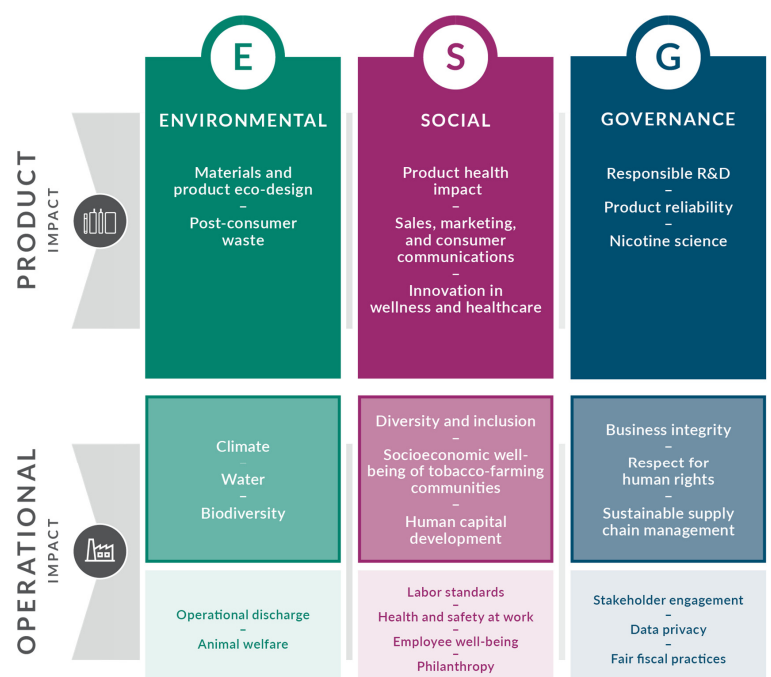 E
ENVIRONMENTAL
S
SOCIAL
G
GOVERNANCE
PRODUCT
IMPACT
Materials and
product eco-design
–
Post-consumer
waste
Product health
impact
–
Sales, marketing,
and consumer
communications
–
Innovation in
wellness and healthcare
Responsible R&D
–
Product reliability
–
Nicotine science
OPERATIONAL
IMPACT
Climate
–
Water
–
Biodiversity
Diversity and inclusion
–
Socioeconomic well-
being of tobacco-farming
communities
–
Human capital
development
Business integrity
–
Respect for
human rights
–
Sustainable supply
chain management
Operational discharge
–
Animal welfare
Labor standards
–
Health and safety at work
–
Employee well-being
–
Philanthropy
Stakeholder engagement
–
Data privacy
–
Fair fiscal practices